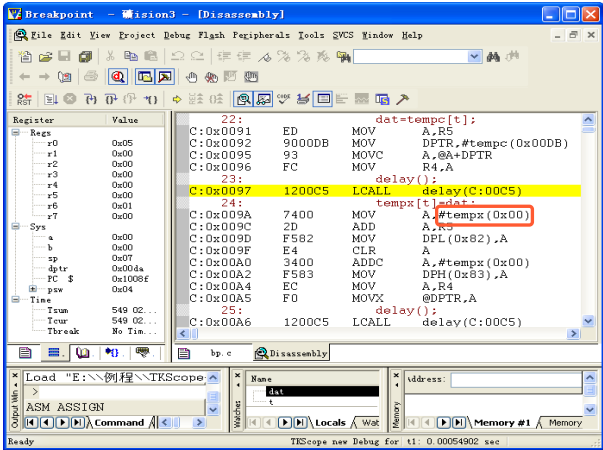 Breakpoint - 礦ision3 - [Disassembly]
File Edit View Project Debug Flash Peripherals Tools SVCS Window Help
RST
CODE
Register Value
Regs
r0 0x05
r1 0x00
r2 0x00
r3 0x00
r4 0x00
r5 0x00
r6 0x01
r7 0x00
Sys
a 0x00
b 0x00
sp 0x07
dptr 0x00da
PC $ 0x1008f
psw 0x04
Time
Tsum 549 02...
Tcur 549 02...
Tbreak No Tim...
22: dat=tempc[t];
C:0x0091 ED MOV A,R5
C:0x0092 9000DB MOV DPTR,#tempc(0x00DB)
C:0x0095 93 MOVC A,@A+DPTR
C:0x0096 FC MOV R4,A
23: delay();
C:0x0097 1200C5 LCALL delay(C:00C5)
24: tempx[t]=dat;
C:0x009A 7400 MOV A,#tempx(0x00)
C:0x009C 2D ADD A,R5
C:0x009D F582 MOV DPL(0x82),A
C:0x009F E4 CLR A
C:0x00A0 3400 ADDC A,#tempx(0x00)
C:0x00A2 F583 MOV DPH(0x83),A
C:0x00A4 EC MOV A,R4
C:0x00A5 F0 MOVX @DPTR,A
25: delay();
C:0x00A6 1200C5 LCALL delay(C:00C5)
bp.c Disassembly
Load "E:\\例程\\TKScope
>
ASM ASSIGN
Command
Output Win
Name
dat
t
Locals Wat
Watches
Address:
Memory #1 Memory
Memory
Ready TKScope new Debug for t1: 0.00054902 sec